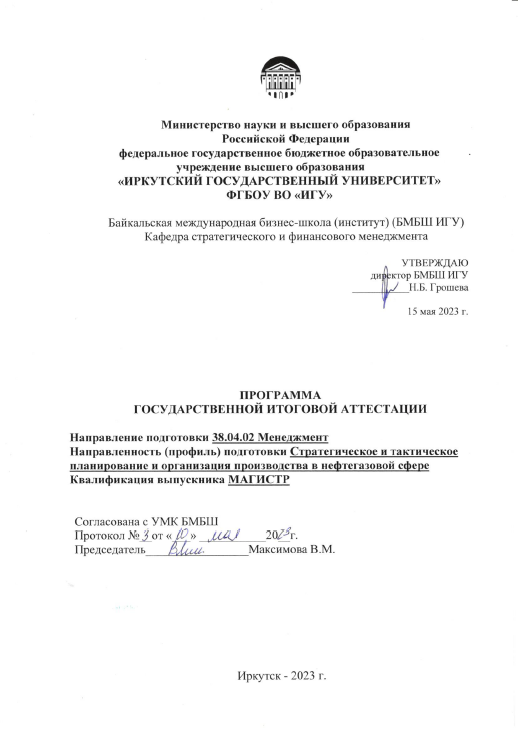 Министерство науки и высшего образования
Российской Федерации
федеральное государственное бюджетное образовательное
учреждение высшего образования
«ИРКУТСКИЙ ГОСУДАРСТВЕННЫЙ УНИВЕРСИТЕТ»
ФГБОУ ВО «ИГУ»
Байкальская международная бизнес-школа (институт) (БМБШ ИГУ)
Кафедра стратегического и финансового менеджмента
УТВЕРЖДАЮ
директор БМБШ ИГУ
___________Н.Б. Грошева
15 мая 2023 г.
ПРОГРАММА
ГОСУДАРСТВЕННОЙ ИТОГОВОЙ АТТЕСТАЦИИ
Направление подготовки 38.04.02 Менеджмент
Направленность (профиль) подготовки Стратегическое и тактическое
планирование и организация производства в нефтегазовой сфере
Квалификация выпускника МАГИСТР
Согласована с УМК БМБШ
Протокол № 3 от « 10 » мая 2023г.
Председатель__________________Максимова В.М.
Иркутск - 2023 г.